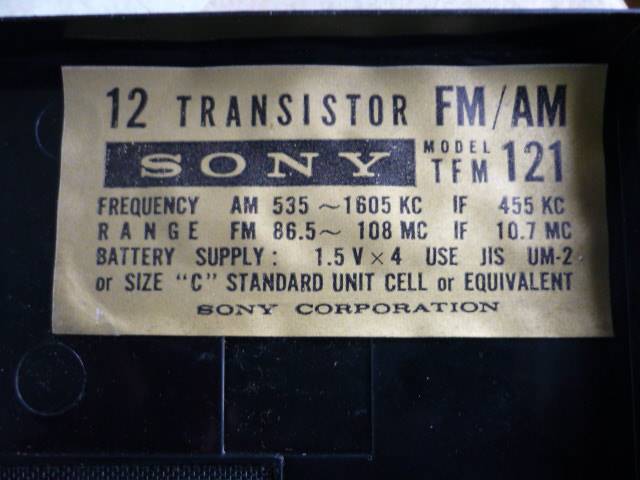 12 TRANSISTOR FM/AM
SONY MODEL TFM 121
FREQUENCY AM 535 ~1605 KC IF 455 KC
RANGE FM 86.5~ 108 MC IF 10.7 MC
BATTERY SUPPLY: 1.5 V × 4 USE JIS UM-2
or SIZE "C" STANDARD UNIT CELL or EQUIVALENT
SONY CORPORATION